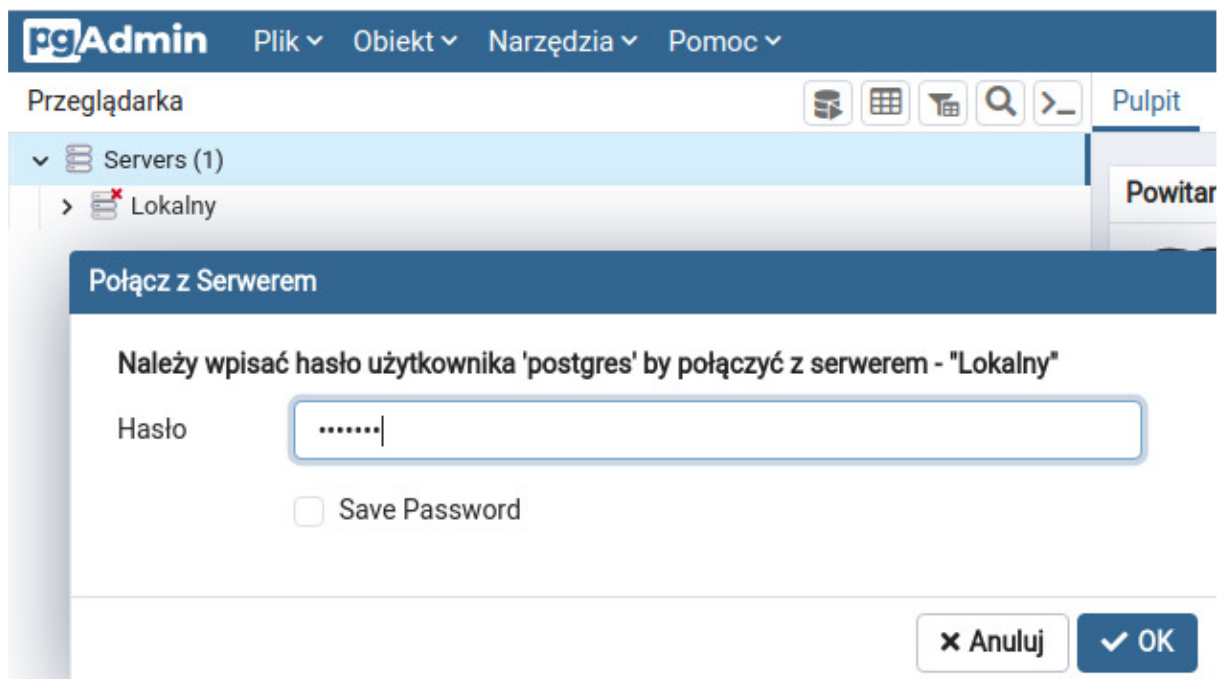 pgAdmin Plik Obiekt Narzędzia Pomoc
Przeglądarka Pulpit
Servers (1)
Lokalny
Powitar
Połącz z Serwerem
Należy wpisać hasło użytkownika 'postgres' by połączyć z serwerem - "Lokalny"
Hasło •••••••
Save Password
Anuluj OK